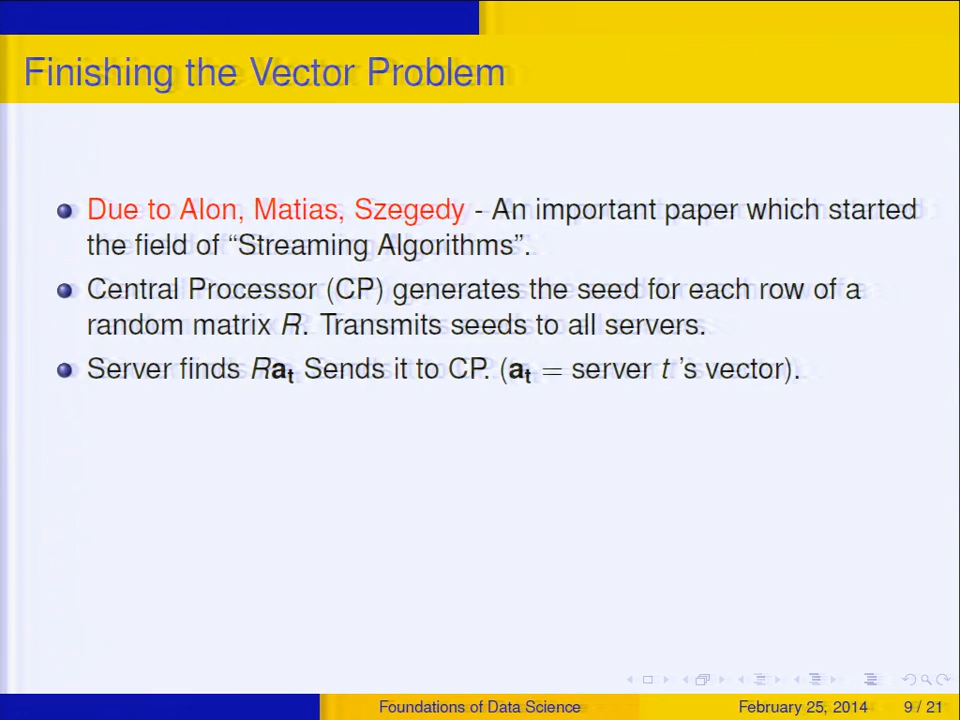 Finishing the Vector Problem
Due to Alon, Matias, Szegedy - An important paper which started
the field of “Streaming Algorithms”.
Central Processor (CP) generates the seed for each row of a
random matrix R. Transmits seeds to all servers.
Server finds Raₜ Sends it to CP. (aₜ = server t 's vector).
Foundations of Data Science
February 25, 2014
9 / 21